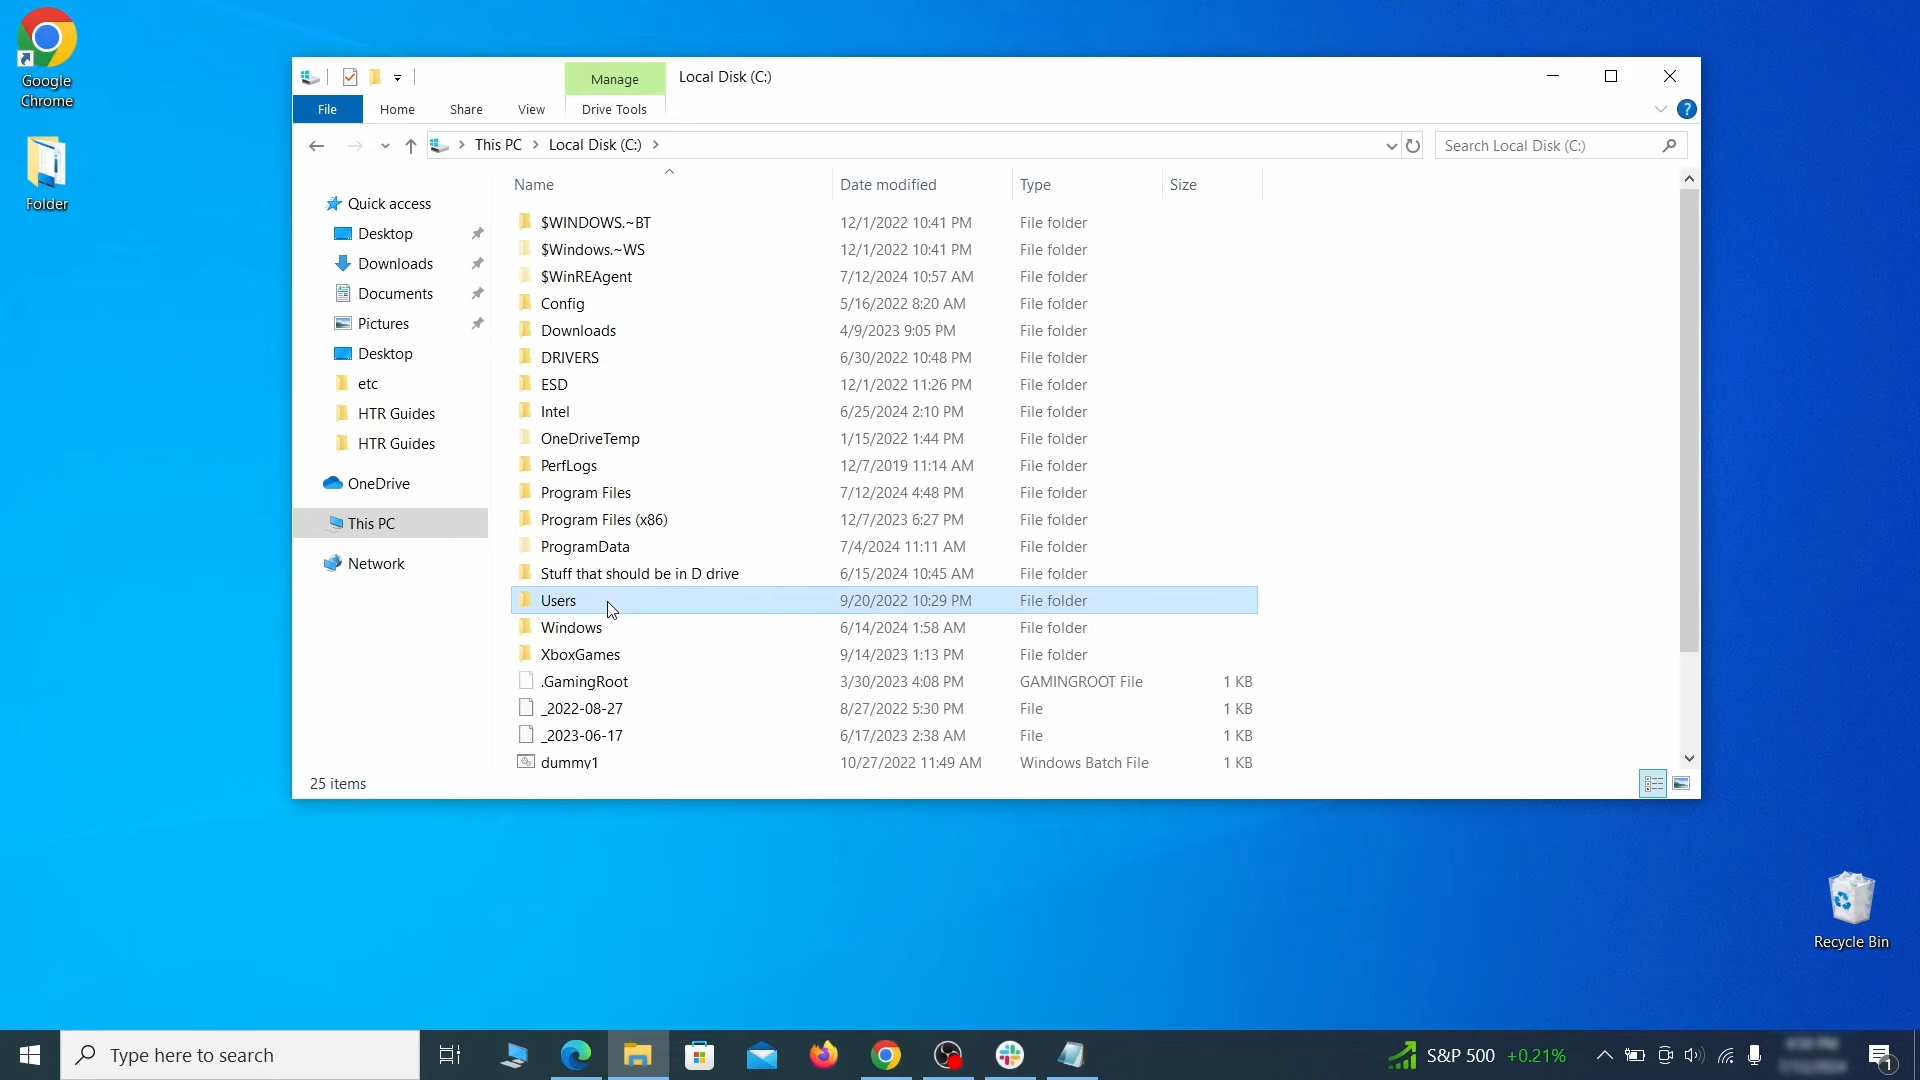 Google
Chrome
Folder
Manage
Local Disk (C:)
File
Home
Share
View
Drive Tools
This PC
Local Disk (C:)
Search Local Disk (C:)
Quick access
Desktop
Downloads
Documents
Pictures
Desktop
etc
HTR Guides
HTR Guides
OneDrive
This PC
Network
Name Date modified Type Size
$WINDOWS.~BT 12/1/2022 10:41 PM File folder
$Windows.~WS 12/1/2022 10:41 PM File folder
$WinREAgent 7/12/2024 10:57 AM File folder
Config 5/16/2022 8:20 AM File folder
Downloads 4/9/2023 9:05 PM File folder
DRIVERS 6/30/2022 10:48 PM File folder
ESD 12/1/2022 11:26 PM File folder
Intel 6/25/2024 2:10 PM File folder
OneDriveTemp 1/15/2022 1:44 PM File folder
PerfLogs 12/7/2019 11:14 AM File folder
Program Files 7/12/2024 4:48 PM File folder
Program Files (x86) 12/7/2023 6:27 PM File folder
ProgramData 7/4/2024 11:11 AM File folder
Stuff that should be in D drive 6/15/2024 10:45 AM File folder
Users 9/20/2022 10:29 PM File folder
Windows 6/14/2024 1:58 AM File folder
XboxGames 9/14/2023 1:13 PM File folder
.GamingRoot 3/30/2023 4:08 PM GAMINGROOT File 1 KB
_2022-08-27 8/27/2022 5:30 PM File 1 KB
_2023-06-17 6/17/2023 2:38 AM File 1 KB
dummy1 10/27/2022 11:49 AM Windows Batch File 1 KB
25 items
Recycle Bin
Type here to search
S&P 500 +0.21%
1